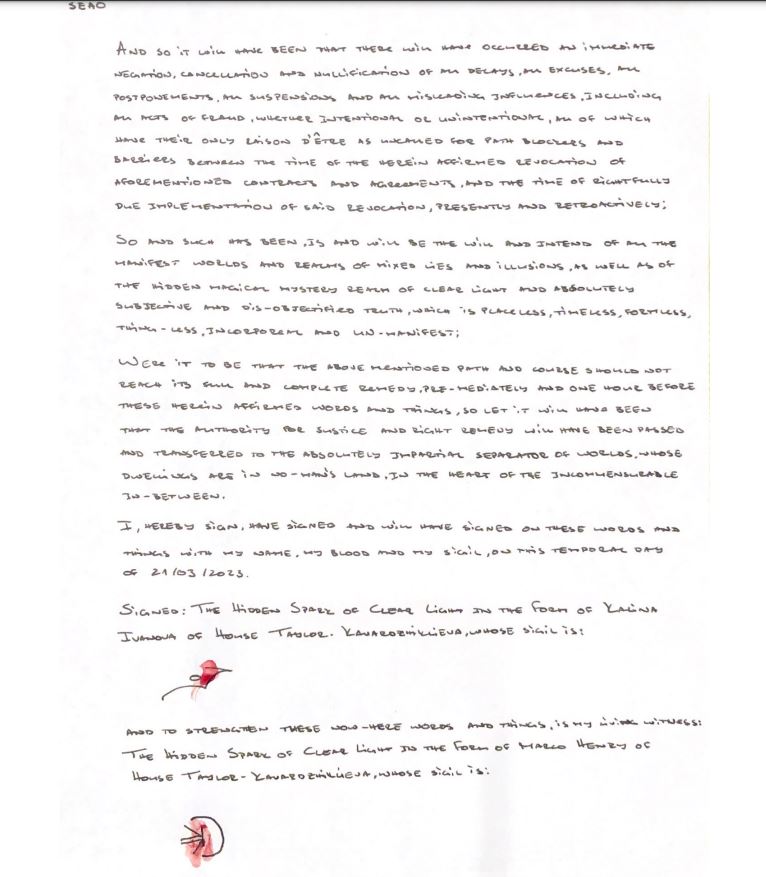 AND SO IT WILL HAVE BEEN THAT THERE WILL HAVE OCCURRED AN IMMEDIATE
NEGATION, CANCELLATION AND NULLIFICATION OF ALL DELAYS, ALL EXCUSES, ALL
POSTPONEMENTS, ALL SUSPENSIONS AND ALL MISLEADING INFLUENCES, INCLUDING
ALL ACTS OF FRAUD, WHETHER INTENTIONAL OR UNINTENTIONAL, ALL OF WHICH
HAVE THEIR ONLY RAISON D'ÊTRE AS UNCALLED FOR PATH BLOCKERS AND
BARRIERS BETWEEN THE TIME OF THE HEREIN AFFIRMED REVOCATION OF
AFOREMENTIONED CONTRACTS AND AGREEMENTS, AND THE TIME OF RIGHTFULLY
DUE IMPLEMENTATION OF SAID REVOCATION, PRESENTLY AND RETROACTIVELY;
SO AND SUCH HAS BEEN, IS AND WILL BE THE WILL AND INTEND OF ALL THE
MANIFEST WORLDS AND REALMS OF MIXED LIES AND ILLUSIONS, AS WELL AS OF
THE HIDDEN MAGICAL MYSTERY REALM OF CLEAR LIGHT AND ABSOLUTELY
SUBJECTIVE AND DIS-OBJECTIFIED TRUTH, WHICH IS PLACELESS, TIMELESS, FORMLESS,
THING-LESS, INCORPOREAL AND UN-MANIFEST;
WERE IT TO BE THAT THE ABOVE MENTIONED PATH AND COURSE SHOULD NOT
REACH ITS FULL AND COMPLETE REMEDY, PRE-MEDIATELY AND ONE HOUR BEFORE
THESE HEREIN AFFIRMED WORDS AND THINGS, SO LET IT WILL HAVE BEEN
THAT THE AUTHORITY FOR JUSTICE AND RIGHT REMEDY WILL HAVE BEEN PASSED
AND TRANSFERRED TO THE ABSOLUTELY IMPARTIAL SEPARATOR OF WORLDS, WHOSE
DWELLINGS ARE IN NO-MAN'S LAND, IN THE HEART OF THE INCOMMENSURABLE
IN-BETWEEN.
I, HEREBY SIGN, HAVE SIGNED AND WILL HAVE SIGNED ON THESE WORDS AND
THINGS WITH MY NAME, MY BLOOD AND MY SIGIL, ON THIS TEMPORAL DAY
OF 21/03/2023.
SIGNED: THE HIDDEN SPARK OF CLEAR LIGHT IN THE FORM OF KALINA
IVANOVA OF HOUSE TAYLOR-KAVARDZHIKLIEVA, WHOSE SIGIL IS:
AND TO STRENGTHEN THESE NOW-HERE WORDS AND THINGS, IS MY LIVING WITNESS:
THE HIDDEN SPARK OF CLEAR LIGHT IN THE FORM OF MARCO HENRY OF
HOUSE TAYLOR-KAVARDZHIKLIEVA, WHOSE SIGIL IS: